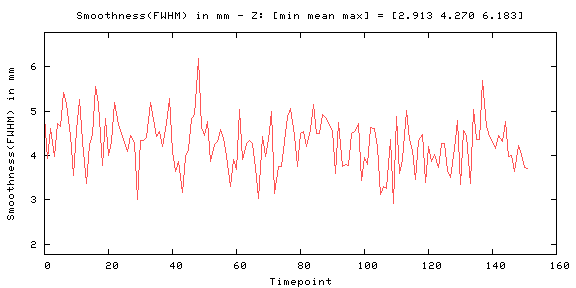 Smoothness(FWHM) in mm - Z: [min mean max] = [2.913 4.270 6.183]
Smoothness(FWHM) in mm
6
5
4
3
2
0 20 40 60 80 100 120 140 160
Timepoint